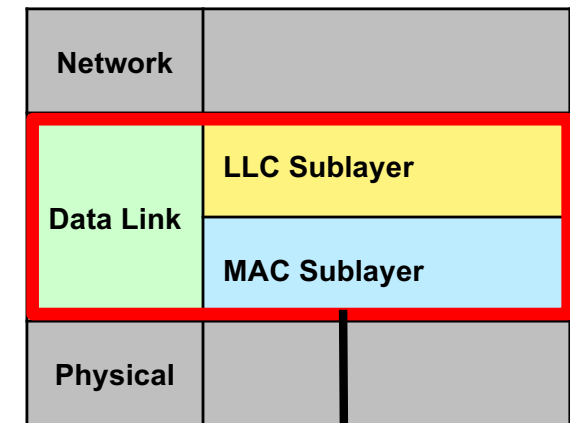 Network
LLC Sublayer
Data Link
MAC Sublayer
Physical